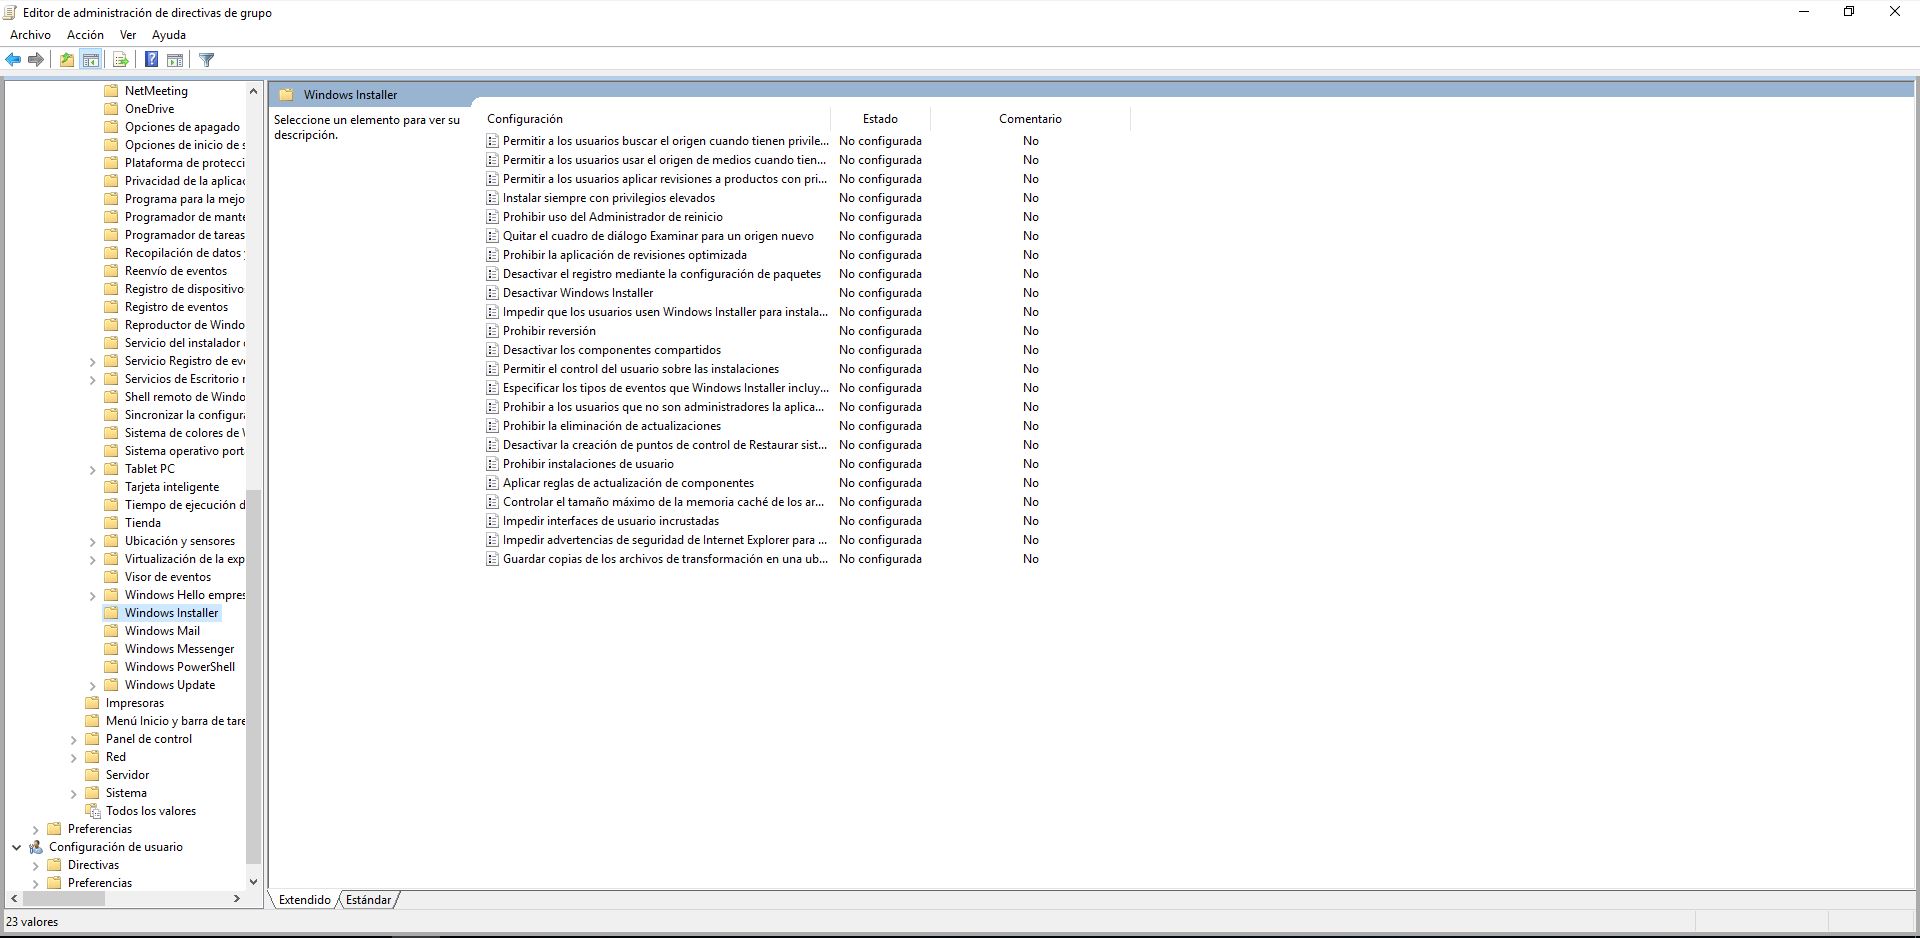 Editor de administración de directivas de grupo
Archivo Acción Ver Ayuda
NetMeeting
OneDrive
Opciones de apagado
Opciones de inicio de s
Plataforma de protecci
Privacidad de la aplicac
Programa para la mejo
Programador de mante
Programador de tareas
Recopilación de datos
Reenvío de eventos
Registro de dispositivo
Registro de eventos
Reproductor de Windo
Servicio del instalador
Servicio Registro de ev
Servicios de Escritorio r
Shell remoto de Windo
Sincronizar la configura
Sistema de colores de W
Sistema operativo port
Tablet PC
Tarjeta inteligente
Tiempo de ejecución d
Tienda
Ubicación y sensores
Virtualización de la exp
Visor de eventos
Windows Hello empres
Windows Installer
Windows Mail
Windows Messenger
Windows PowerShell
Windows Update
Impresoras
Menú Inicio y barra de tare
Panel de control
Red
Servidor
Sistema
Todos los valores
Preferencias
Configuración de usuario
Directivas
Preferencias
Windows Installer
Seleccione un elemento para ver su
descripción.
Configuración Estado Comentario
Permitir a los usuarios buscar el origen cuando tienen privile... No configurada No
Permitir a los usuarios usar el origen de medios cuando tien... No configurada No
Permitir a los usuarios aplicar revisiones a productos con pri... No configurada No
Instalar siempre con privilegios elevados No configurada No
Prohibir uso del Administrador de reinicio No configurada No
Quitar el cuadro de diálogo Examinar para un origen nuevo No configurada No
Prohibir la aplicación de revisiones optimizada No configurada No
Desactivar el registro mediante la configuración de paquetes No configurada No
Desactivar Windows Installer No configurada No
Impedir que los usuarios usen Windows Installer para instala... No configurada No
Prohibir reversión No configurada No
Desactivar los componentes compartidos No configurada No
Permitir el control del usuario sobre las instalaciones No configurada No
Especificar los tipos de eventos que Windows Installer incluy... No configurada No
Prohibir a los usuarios que no son administradores la aplica... No configurada No
Prohibir la eliminación de actualizaciones No configurada No
Desactivar la creación de puntos de control de Restaurar sist... No configurada No
Prohibir instalaciones de usuario No configurada No
Aplicar reglas de actualización de componentes No configurada No
Controlar el tamaño máximo de la memoria caché de los ar... No configurada No
Impedir interfaces de usuario incrustadas No configurada No
Impedir advertencias de seguridad de Internet Explorer para ... No configurada No
Guardar copias de los archivos de transformación en una ub... No configurada No
Extendido Estándar
23 valores